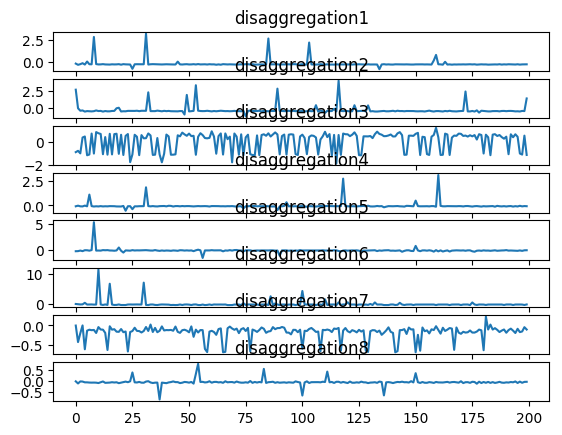 disaggregation1
2.5
0.0
disaggregation2
2.5
0.0
disaggregation3
0
−2
disaggregation4
2.5
0.0
disaggregation5
5
0
disaggregation6
10
0
disaggregation7
0.0
−0.5
disaggregation8
0.5
0.0
−0.5
0 25 50 75 100 125 150 175 200